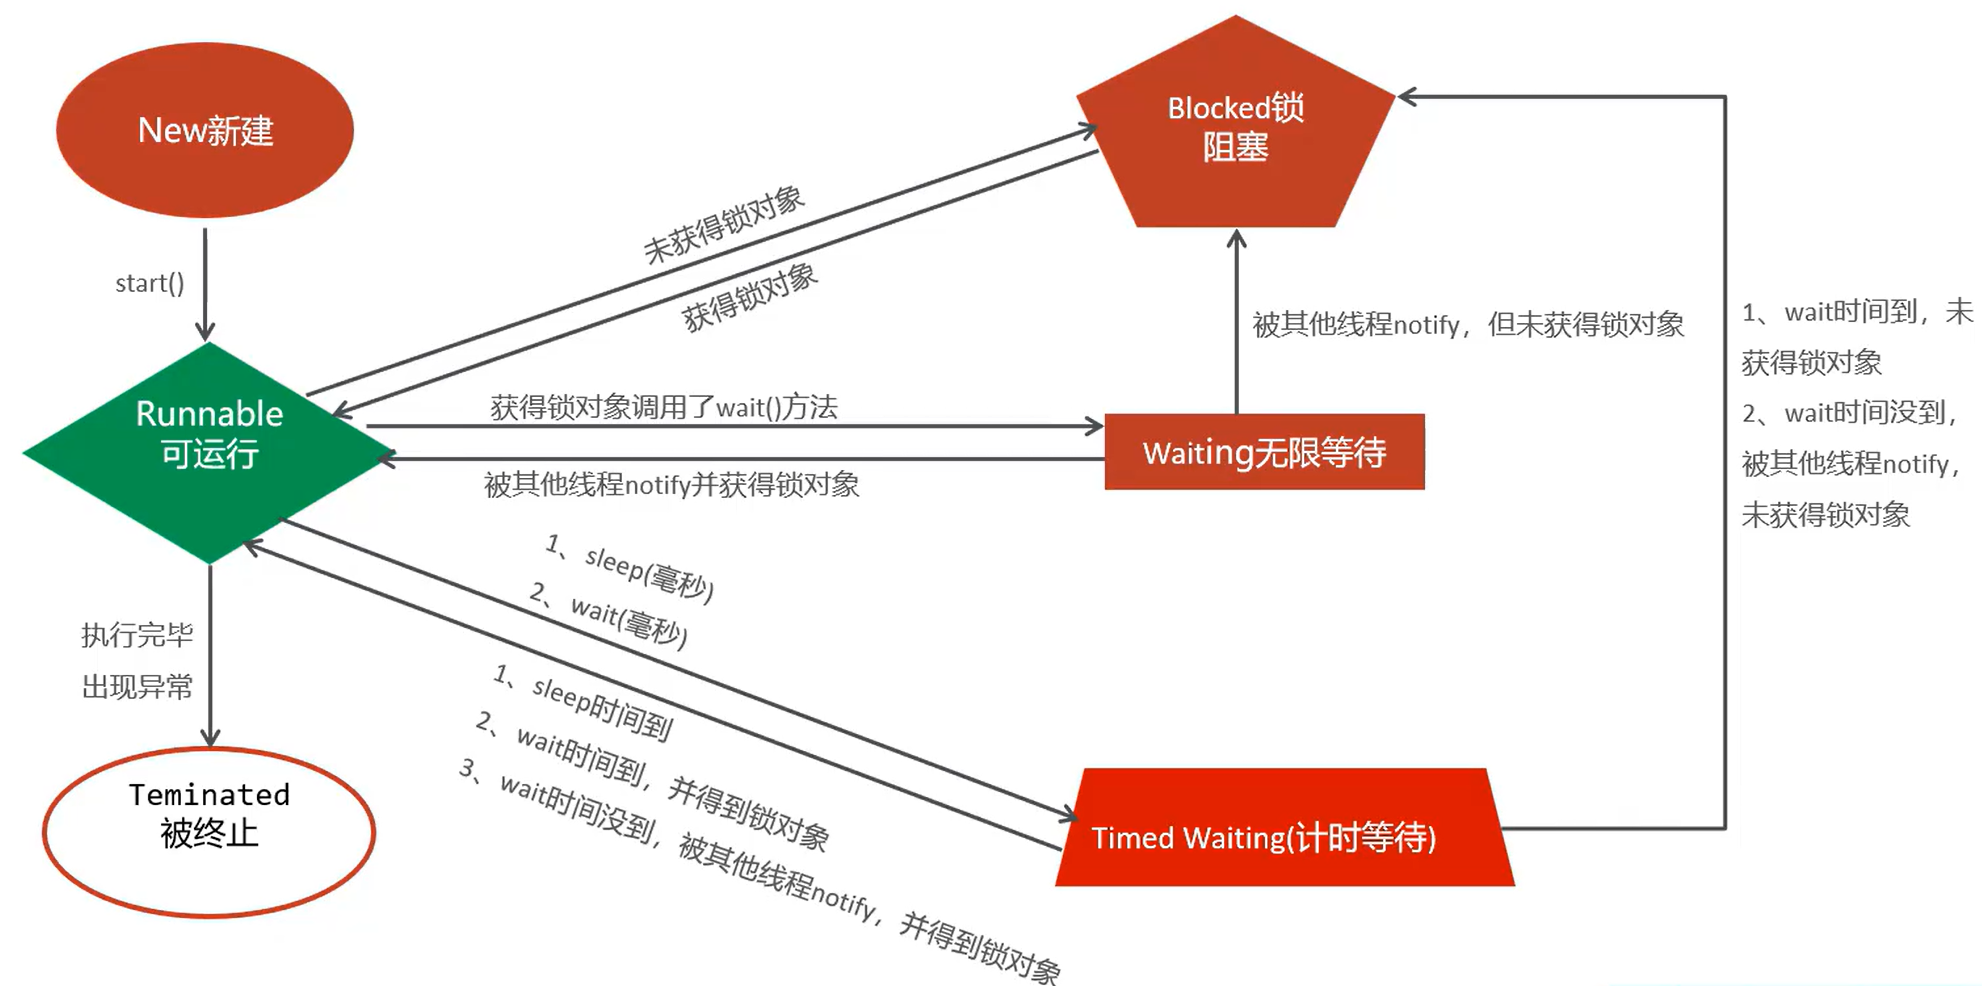 New新建
start()
Runnable
可运行
执行完毕
出现异常
Teminated
被终止
未获得锁对象
获得锁对象
Blocked锁
阻塞
获得锁对象调用了wait()方法
被其他线程notify并获得锁对象
Waiting无限等待
被其他线程notify，但未获得锁对象
1、sleep(毫秒)
2、wait(毫秒)
1、sleep时间到
2、wait时间到，并得到锁对象
3、wait时间没到，被其他线程notify，并得到锁对象
Timed Waiting(计时等待)
1、wait时间到，未
获得锁对象
2、wait时间没到，
被其他线程notify，
未获得锁对象